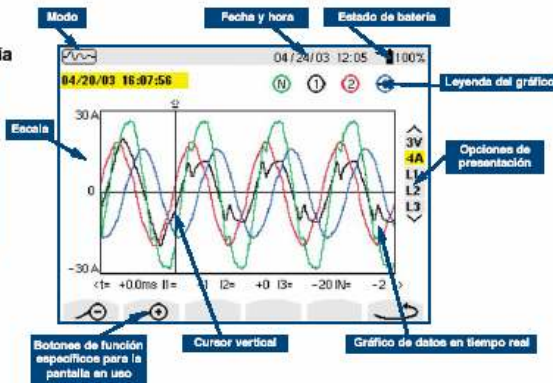 Modo
Fecha y hora
Estado de batería
ía
04/24/03 12:05 100%
04/20/03 16:07:56
N 1 2
Leyenda del gráfico
30 A
Escala
3V
4A
L1
L2
L3
Opciones de
presentación
0
-30 A
<t= +0.0ms I1= -1 I2= +0 I3= -20 IN= -2 >
Botones de función
específicos para la
pantalla en uso
Cursor vertical
Gráfico de datos en tiempo real